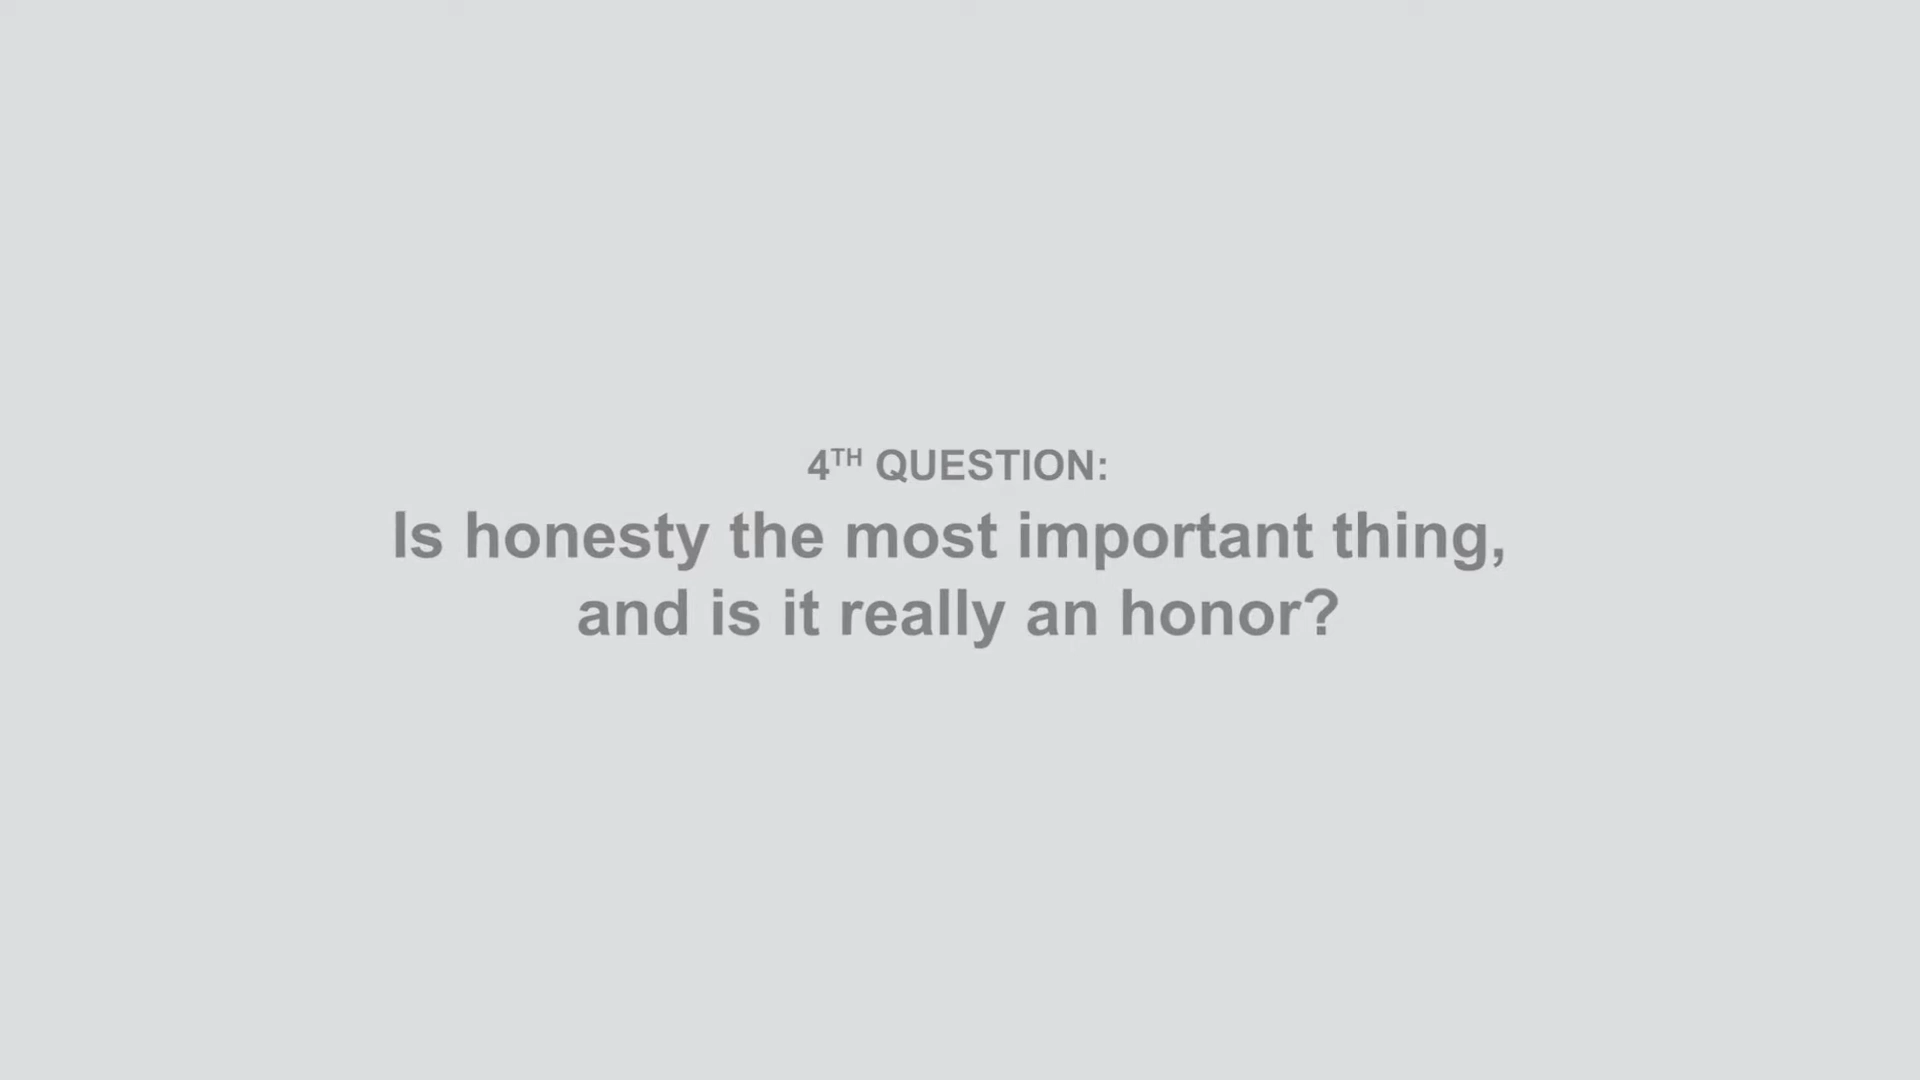 4TH QUESTION:
Is honesty the most important thing,
and is it really an honor?